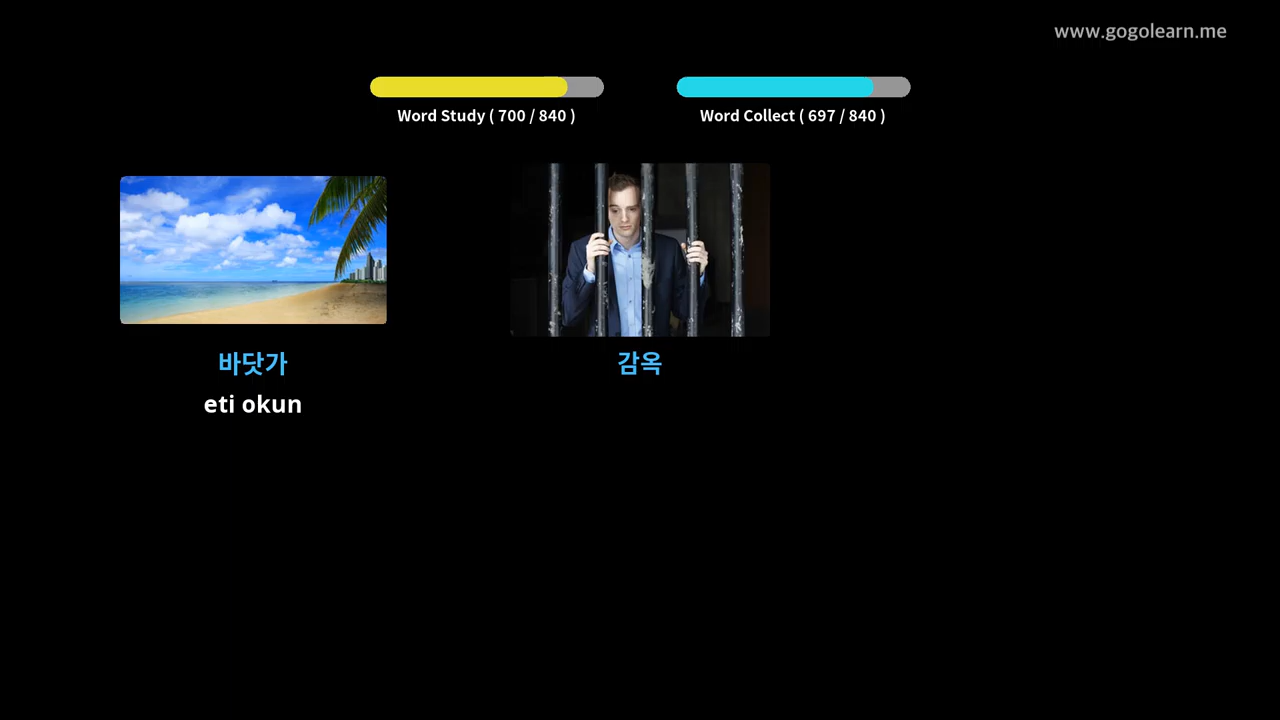 www.gogolearn.me
Word Study ( 700 / 840 )
Word Collect ( 697 / 840 )
바닷가
감옥
eti okun